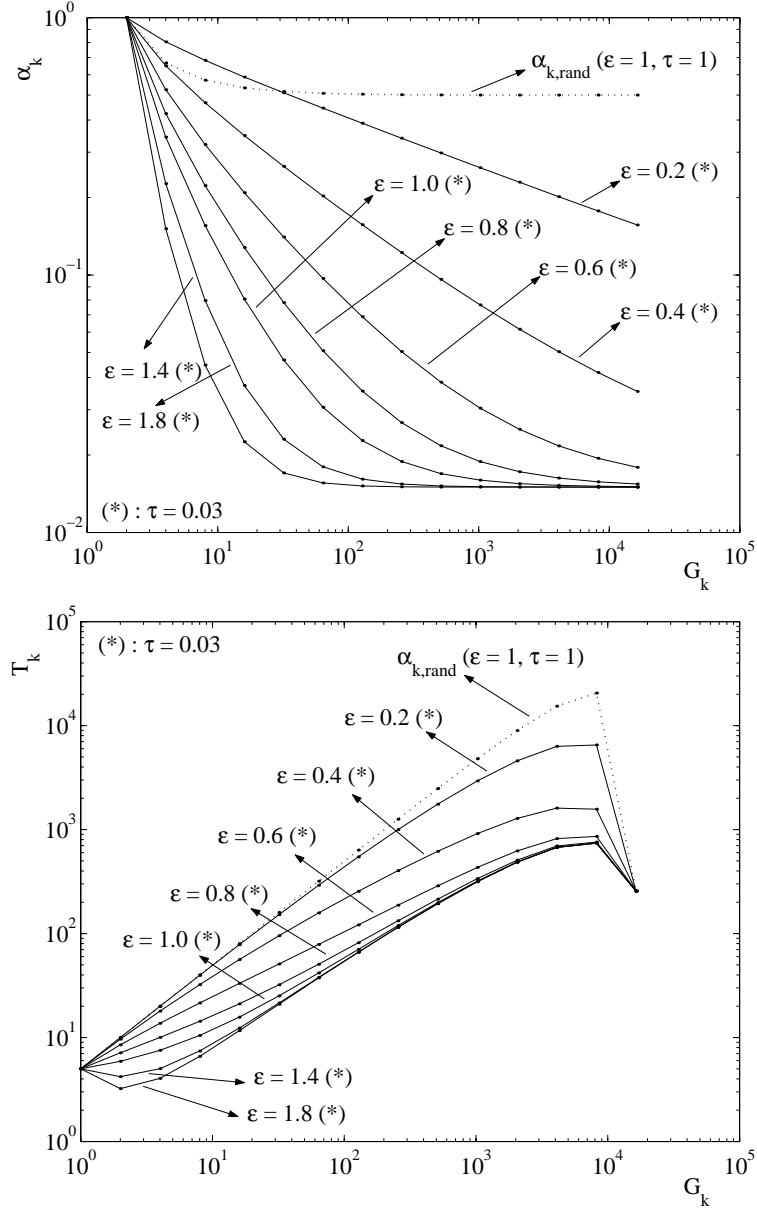 10^0
α_k
α_k,rand (ε = 1, τ = 1)
ε = 0.2 (*)
ε = 1.0 (*)
ε = 0.8 (*)
ε = 0.6 (*)
10^-1
ε = 0.4 (*)
ε = 1.4 (*)
ε = 1.8 (*)
(*) : τ = 0.03
10^-2
10^0 10^1 10^2 10^3 10^4 10^5
G_k
10^5
(*) : τ = 0.03
T_k
α_k,rand (ε = 1, τ = 1)
10^4
ε = 0.2 (*)
ε = 0.4 (*)
10^3
ε = 0.6 (*)
ε = 0.8 (*)
10^2
ε = 1.0 (*)
10^1
ε = 1.4 (*)
ε = 1.8 (*)
10^0
10^0 10^1 10^2 10^3 10^4 10^5
G_k